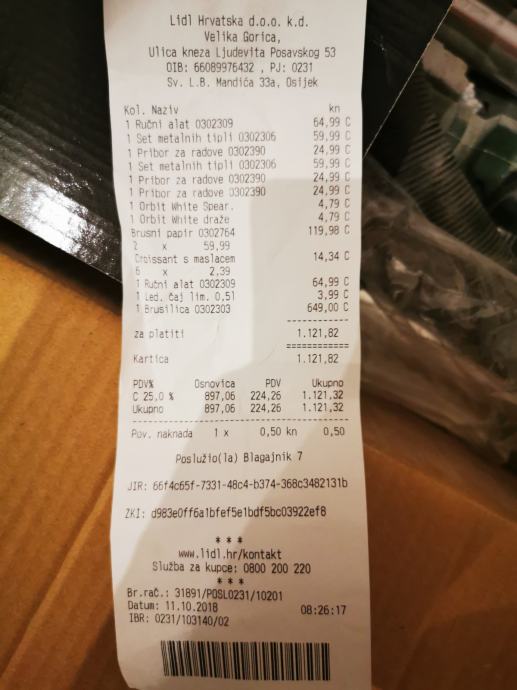 Lidl Hrvatska d.o.o. k.d.
Velika Gorica,
Ulica kneza Ljudevita Posavskog 53
OIB: 66089976432 , PJ: 0231
Sv. L.B. Mandića 33a, Osijek
Kol. Naziv kn
1 Ručni alat 0302309 64,99 C
1 Set metalnih tipli 0302306 59,99 C
1 Pribor za radove 0302390 24,99 C
1 Set metalnih tipli 0302306 59,99 C
1 Pribor za radove 0302390 24,99 C
1 Pribor za radove 0302390 24,99 C
1 Orbit White Spear. 4,79 C
1 Orbit White draže 4,79 C
Brusni papir 0302764 119,98 C
2 x 59,99
Croissant s maslacem 14,34 C
6 x 2,39
1 Ručni alat 0302309 64,99 C
1 Led. čaj lim. 0,5l 3,99 C
1 Brusilica 0302303 649,00 C
za platiti 1.121,82
Kartica 1.121,82
PDV% Osnovica PDV Ukupno
C 25,0 % 897,06 224,26 1.121,32
Ukupno 897,06 224,26 1.121,32
Pov. naknada 1 x 0,50 kn 0,50
Poslužio(la) Blagajnik 7
JIR: 66f4c65f-7331-48c4-b374-368c3482131b
ZKI: d983e0ff6a1bfef5e1bdf5bc03922ef8
* * *
www.lidl.hr/kontakt
Služba za kupce: 0800 200 220
* * *
Br.rač.: 31891/POSL0231/10201
Datum: 11.10.2018 08:26:17
IBR: 0231/103140/02